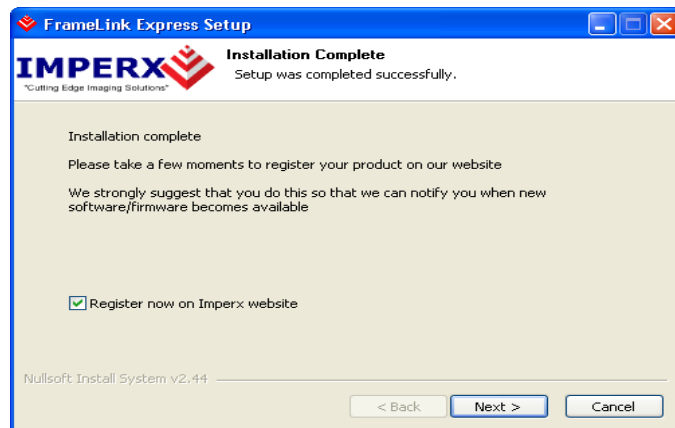 FrameLink Express Setup
IMPERX
"Cutting Edge Imaging Solutions"
Installation Complete
Setup was completed successfully.
Installation complete
Please take a few moments to register your product on our website
We strongly suggest that you do this so that we can notify you when new
software/firmware becomes available
Register now on Imperx website
Nullsoft Install System v2.44
< Back
Next >
Cancel